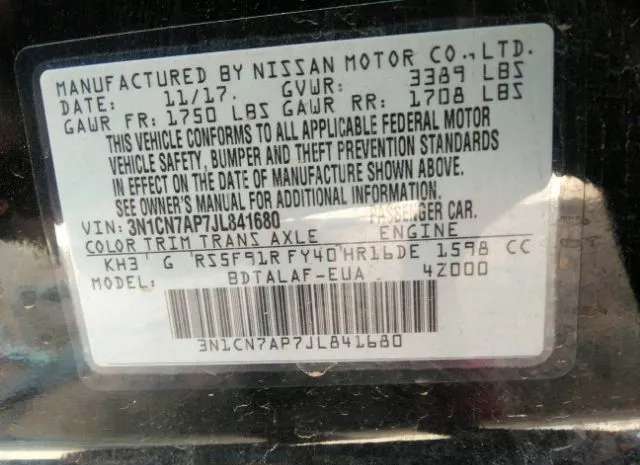 MANUFACTURED BY NISSAN MOTOR CO., LTD.
DATE: 11/17. GVWR: 3389 LBS
GAWR FR: 1750 LBS GAWR RR: 1708 LBS
THIS VEHICLE CONFORMS TO ALL APPLICABLE FEDERAL MOTOR
VEHICLE SAFETY, BUMPER AND THEFT PREVENTION STANDARDS
IN EFFECT ON THE DATE OF MANUFACTURE SHOWN ABOVE.
SEE OWNER'S MANUAL FOR ADDITIONAL INFORMATION.
VIN: 3N1CN7AP7JL841680 PASSENGER CAR.
COLOR TRIM TRANS AXLE ENGINE
KH3 G RS5F91R FY40 HR16DE 1598 CC
MODEL: BDTALAF-EUA 4Z000
3N1CN7AP7JL841680